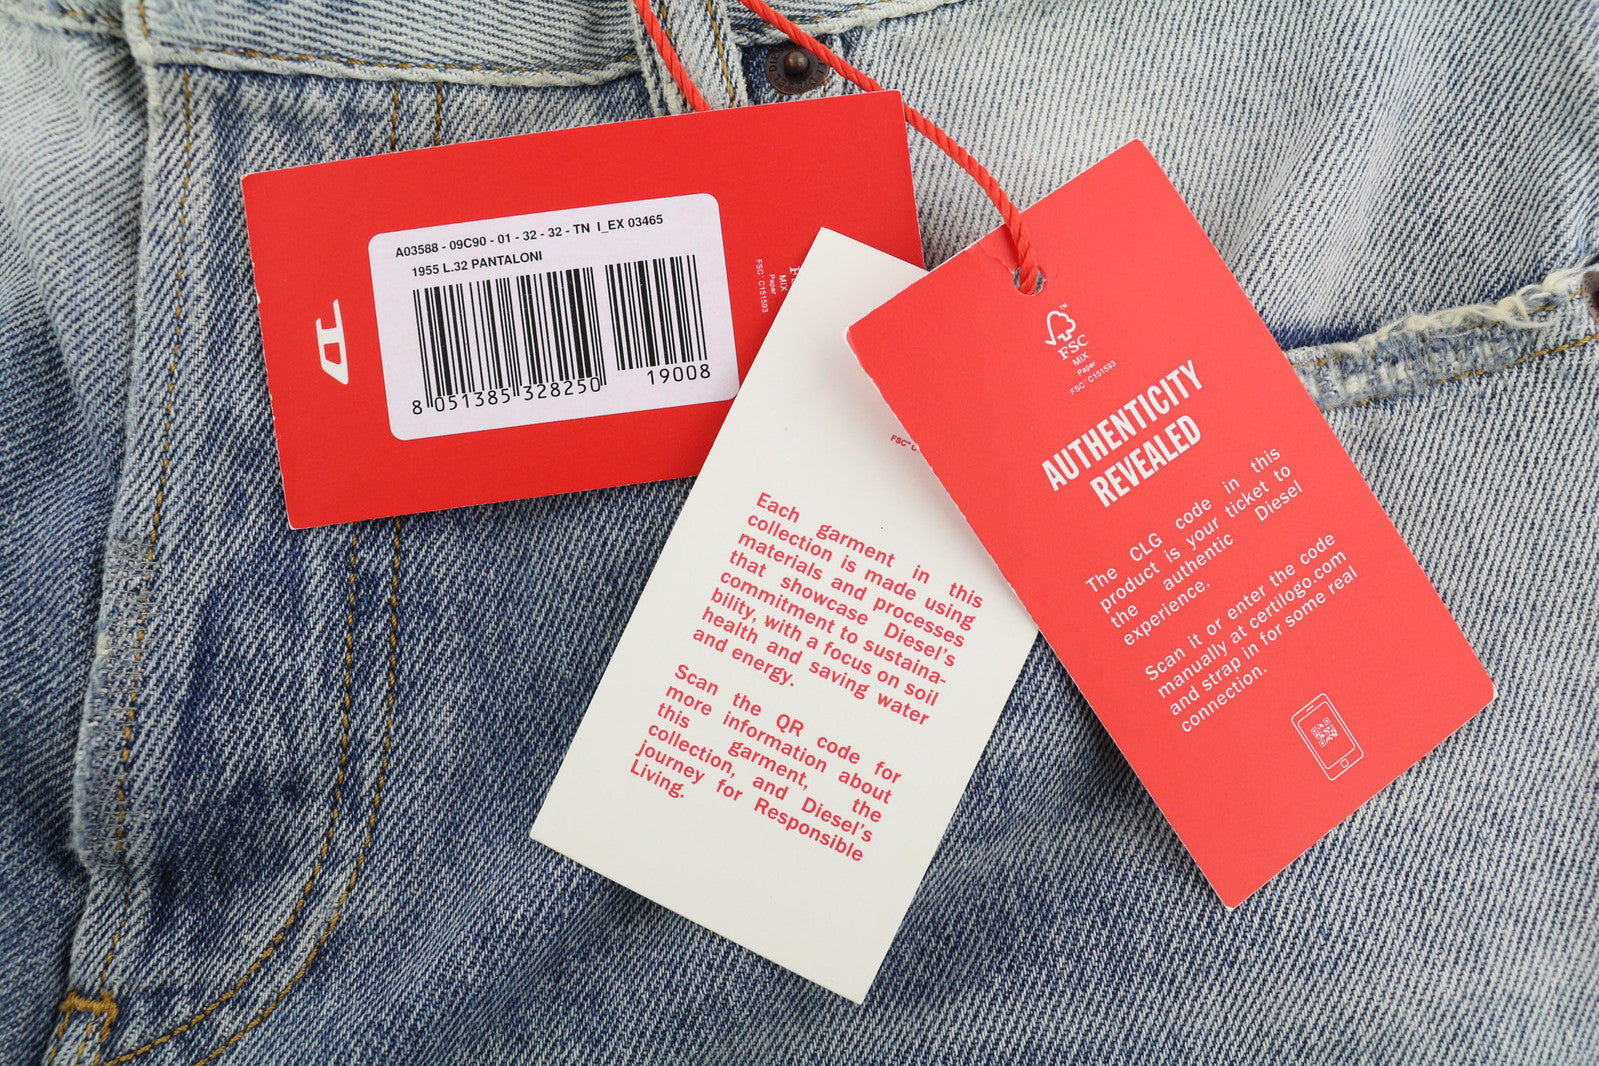 A03588 - 09C90 - 01 - 32 - 32 - TN I_EX 03465
1955 L.32 PANTALONI
8 051385 328250
19008
MIX
Paper
FSC® C151593
FSC™
Each garment in this
collection is made using
materials and processes
that showcase Diesel's
commitment to sustaina-
bility, with a focus on soil
health and saving water
and energy.
Scan the QR code for
more information about
this garment, the
collection, and Diesel's
journey for Responsible
Living.
FSC
MIX
Paper
FSC® C151593
AUTHENTICITY
REVEALED
The CLG code in this
product is your ticket to
the authentic Diesel
experience.
Scan it or enter the code
manually at certilogo.com
and strap in for some real
connection.